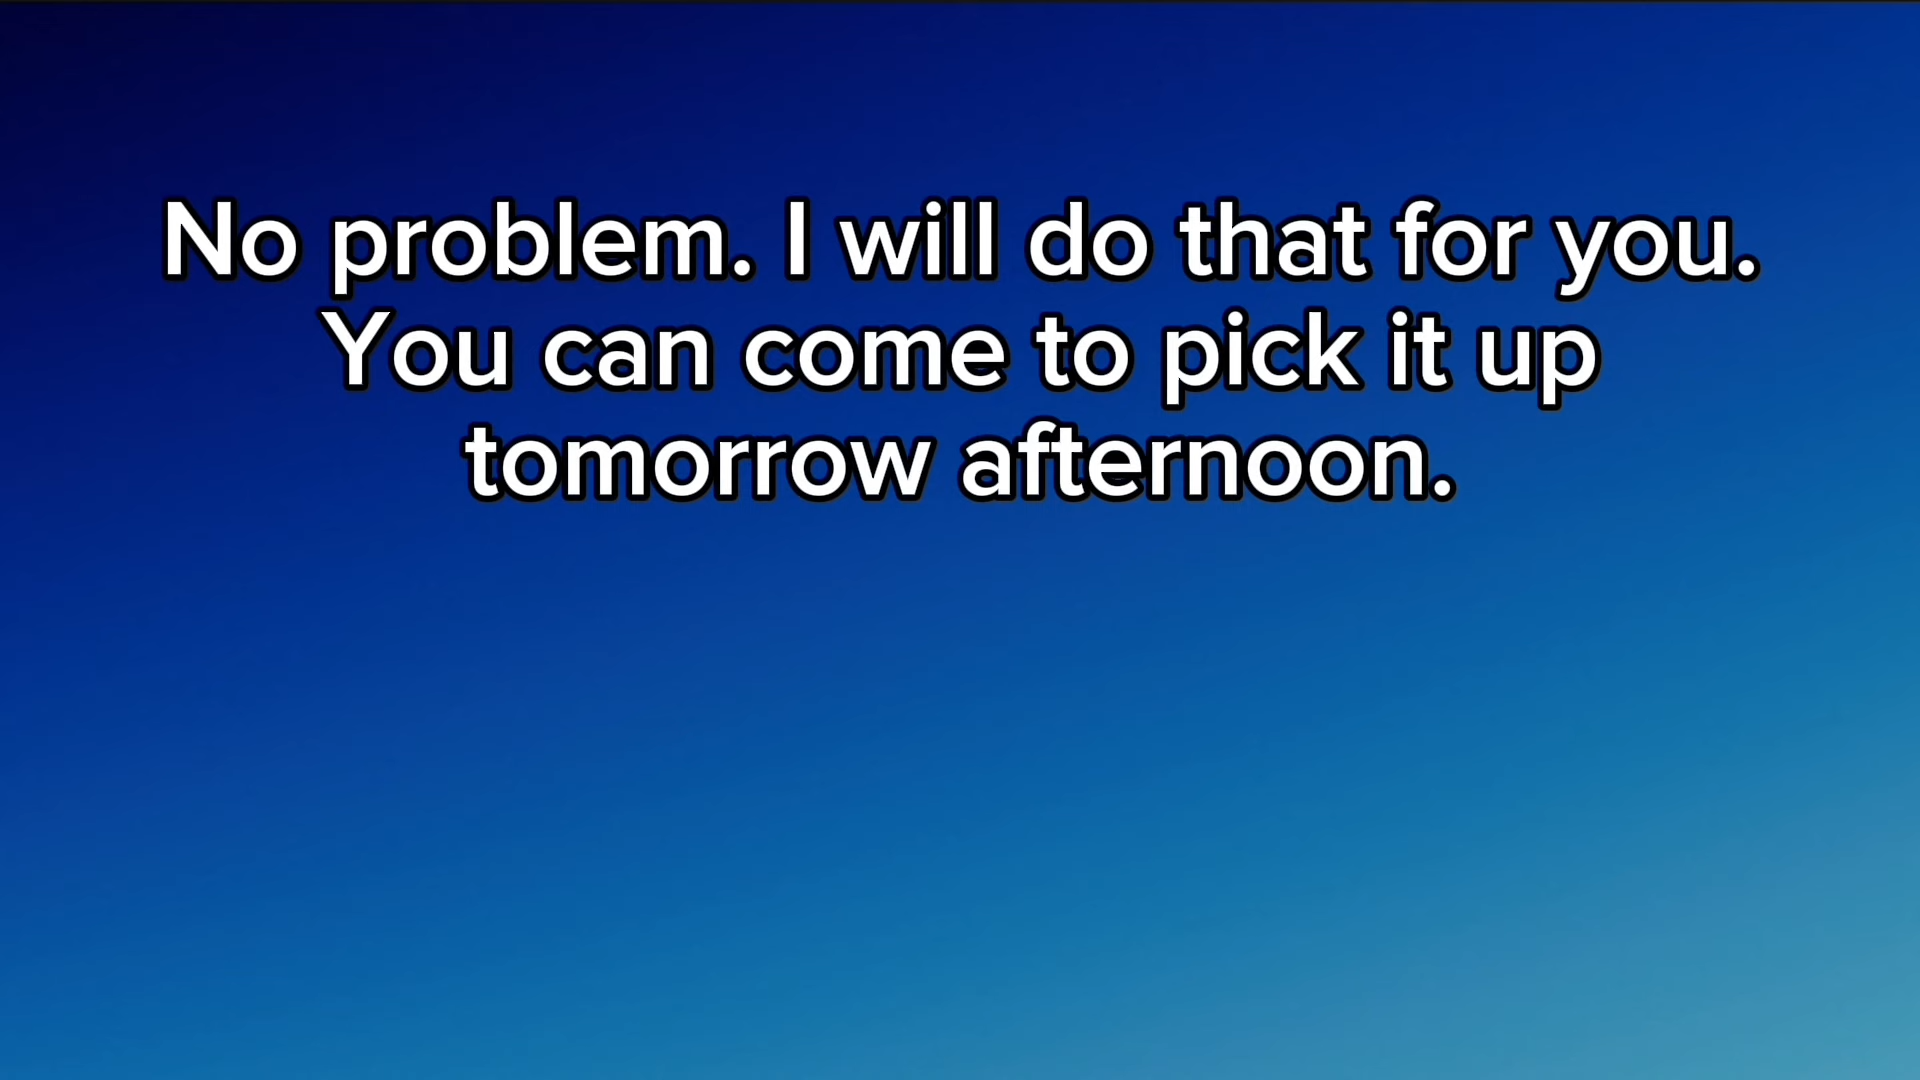 No problem. I will do that for you.
You can come to pick it up
tomorrow afternoon.